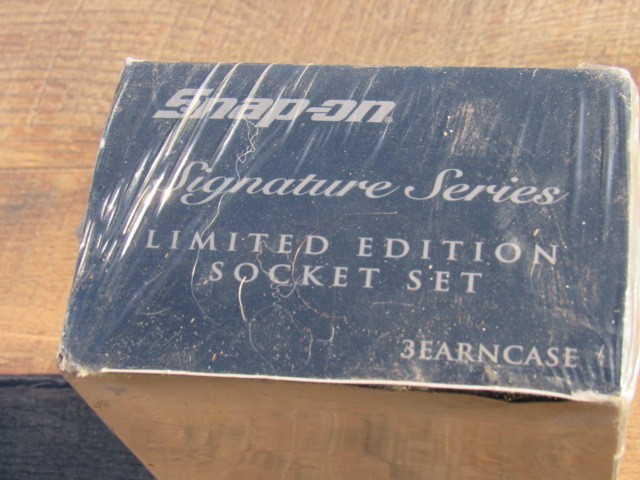 Snap-on
Signature Series
LIMITED EDITION
SOCKET SET
3EARNCASE